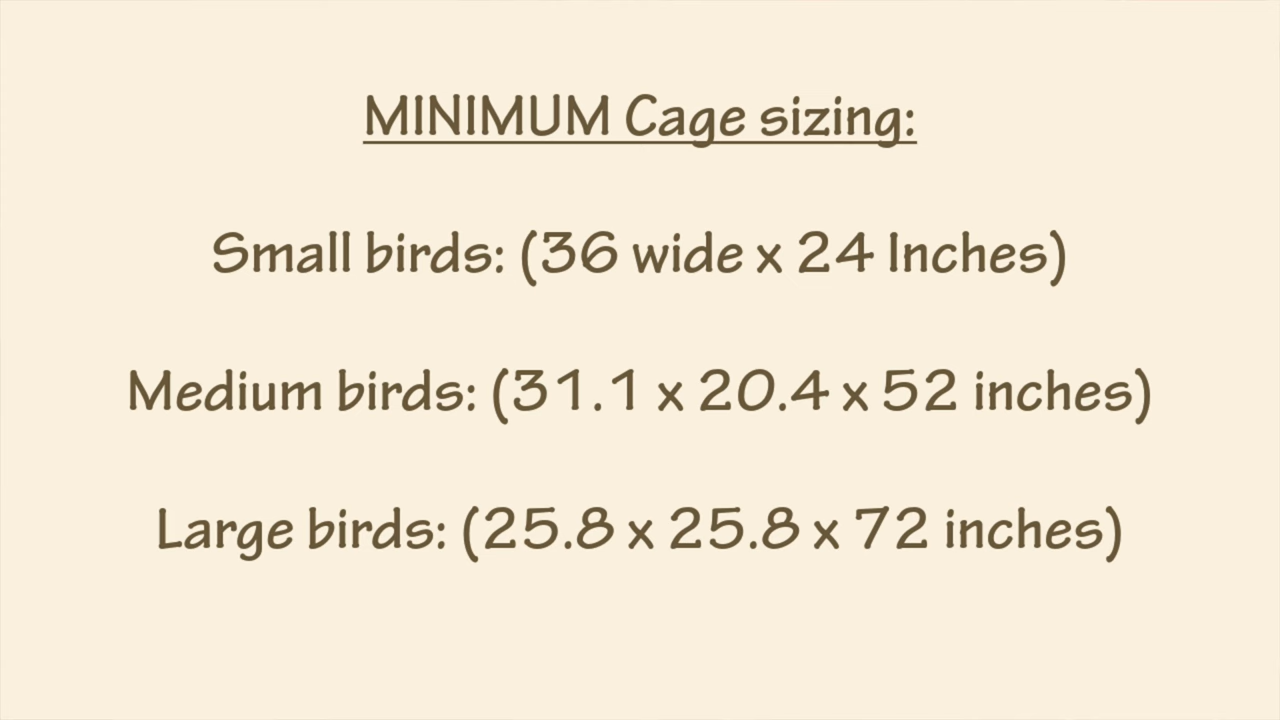 MINIMUM Cage sizing:
Small birds: (36 wide x 24 Inches)
Medium birds: (31.1 x 20.4 x 52 inches)
Large birds: (25.8 x 25.8 x 72 inches)